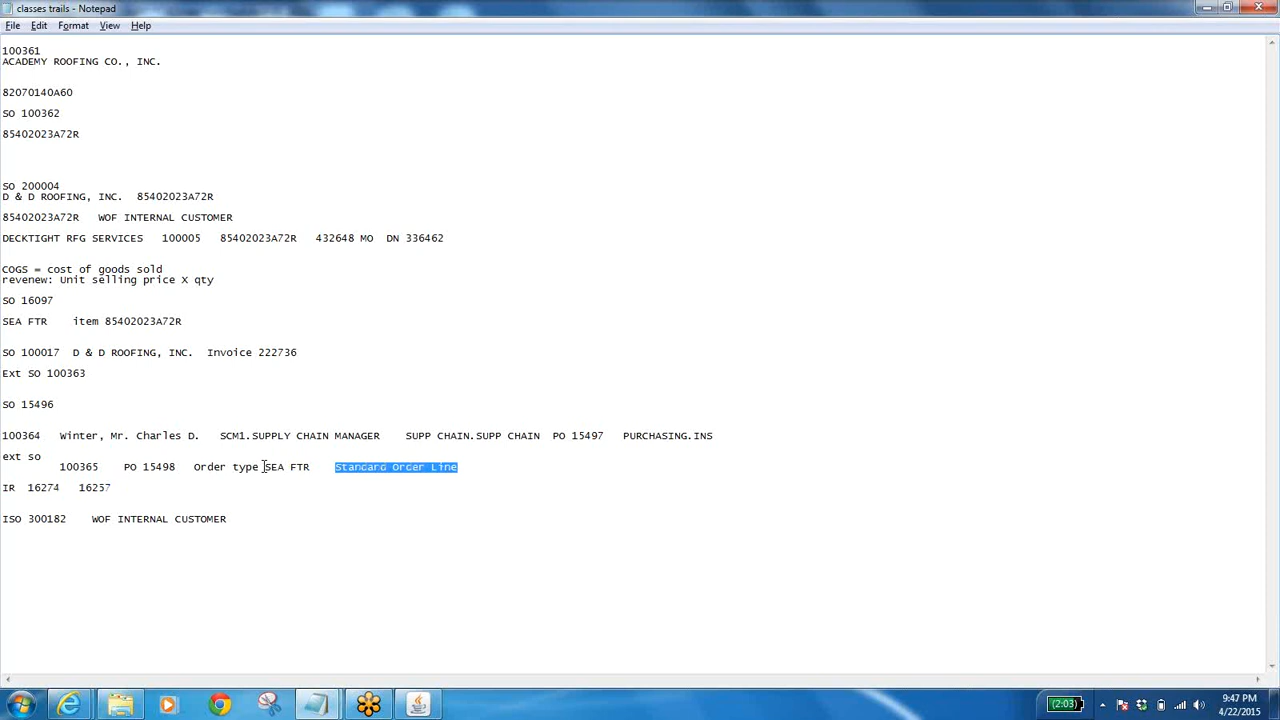 classes trails - Notepad
File Edit Format View Help
100361
ACADEMY ROOFING CO., INC.
82070140A60
SO 100362
85402023A72R
SO 200004
D & D ROOFING, INC. 85402023A72R
85402023A72R WOF INTERNAL CUSTOMER
DECKTIGHT RFG SERVICES 100005 85402023A72R 432648 MO DN 336462
COGS = cost of goods sold
revenew: Unit selling price X qty
SO 16097
SEA FTR item 85402023A72R
SO 100017 D & D ROOFING, INC. Invoice 222736
Ext SO 100363
SO 15496
100364 Winter, Mr. Charles D. SCM1.SUPPLY CHAIN MANAGER SUPP CHAIN.SUPP CHAIN PO 15497 PURCHASING.INS
ext so
100365 PO 15498 Order type SEA FTR Standard Order Line
IR 16274 16257
ISO 300182 WOF INTERNAL CUSTOMER
(2:03)
9:47 PM
4/22/2015